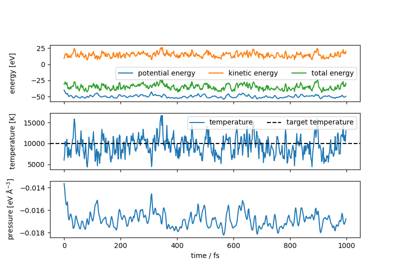 energy [eV]
25
0
−25
−50
potential energy
kinetic energy
total energy
temperature [K]
15000
10000
5000
temperature
target temperature
pressure [eV Å⁻³]
−0.014
−0.016
−0.018
0
200
400
600
800
1000
time / fs